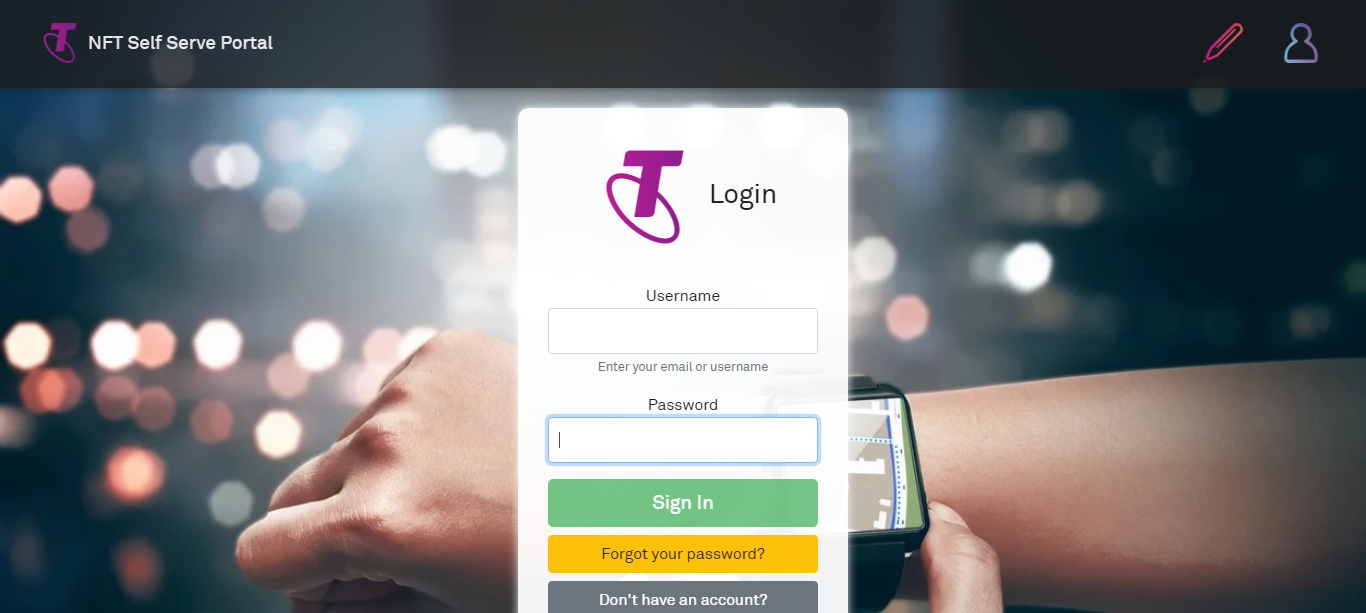 NFT Self Serve Portal
Login
Username
Enter your email or username
Password
Sign In
Forgot your password?
Don't have an account?